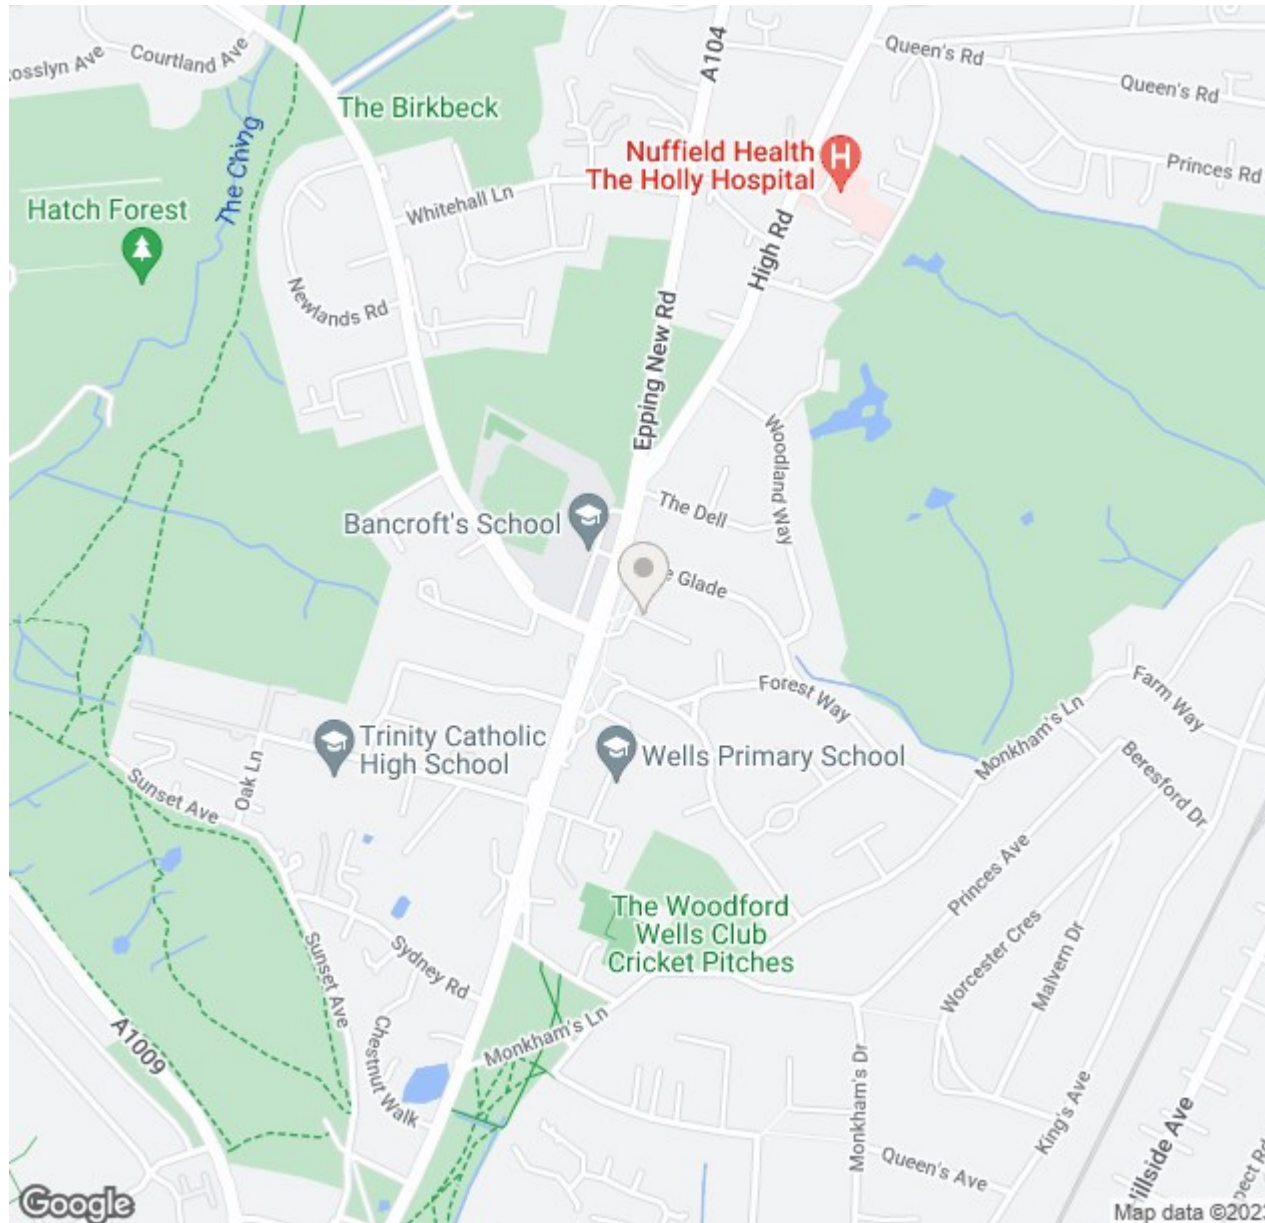 A104
Queen's Rd
Courtland Ave
osslyn Ave
Queen's Rd
The Birkbeck
The Ching
Nuffield Health
The Holly Hospital
Princes Rd
Whitehall Ln
Hatch Forest
High Rd
Newlands Rd
Epping New Rd
Woodland Way
The Dell
Bancroft's School
e Glade
Forest Way
Farm Way
Monkham's Ln
Trinity Catholic
High School
Wells Primary School
Oak Ln
Sunset Ave
Beresford Dr
Princes Ave
The Woodford
Wells Club
Cricket Pitches
Worcester Cres
Malvern Dr
Sunset Ave
Sydney Rd
A1009
Chestnut Walk
Monkham's Ln
Monkham's Dr
King's Ave
Hillside Ave
Queen's Ave
pect Rd
Google
Map data ©2023